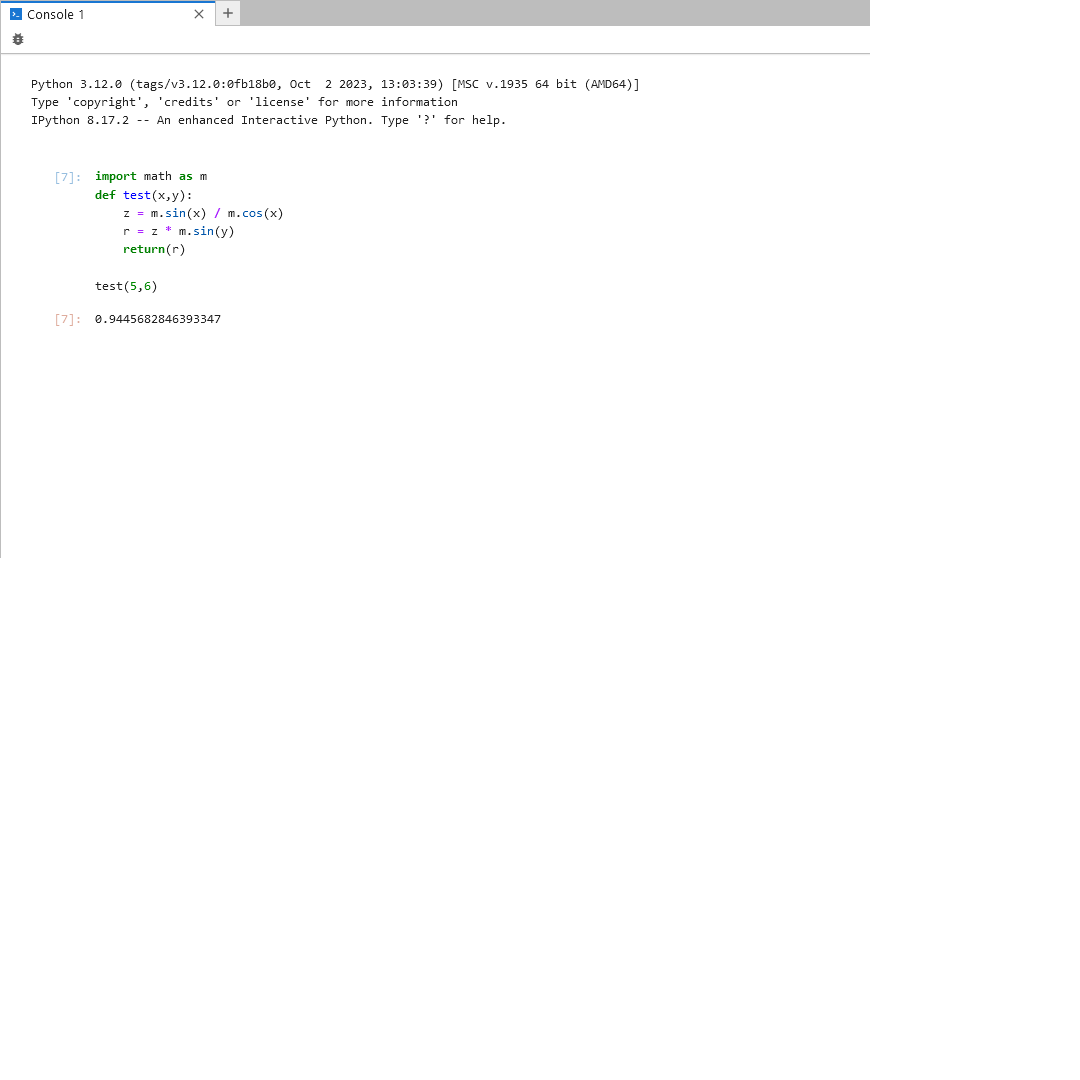 Console 1
Python 3.12.0 (tags/v3.12.0:0fb18b0, Oct  2 2023, 13:03:39) [MSC v.1935 64 bit (AMD64)]
Type 'copyright', 'credits' or 'license' for more information
IPython 8.17.2 -- An enhanced Interactive Python. Type '?' for help.
[7]: import math as m
def test(x,y):
    z = m.sin(x) / m.cos(x)
    r = z * m.sin(y)
    return(r)
test(5,6)
[7]: 0.9445682846393347